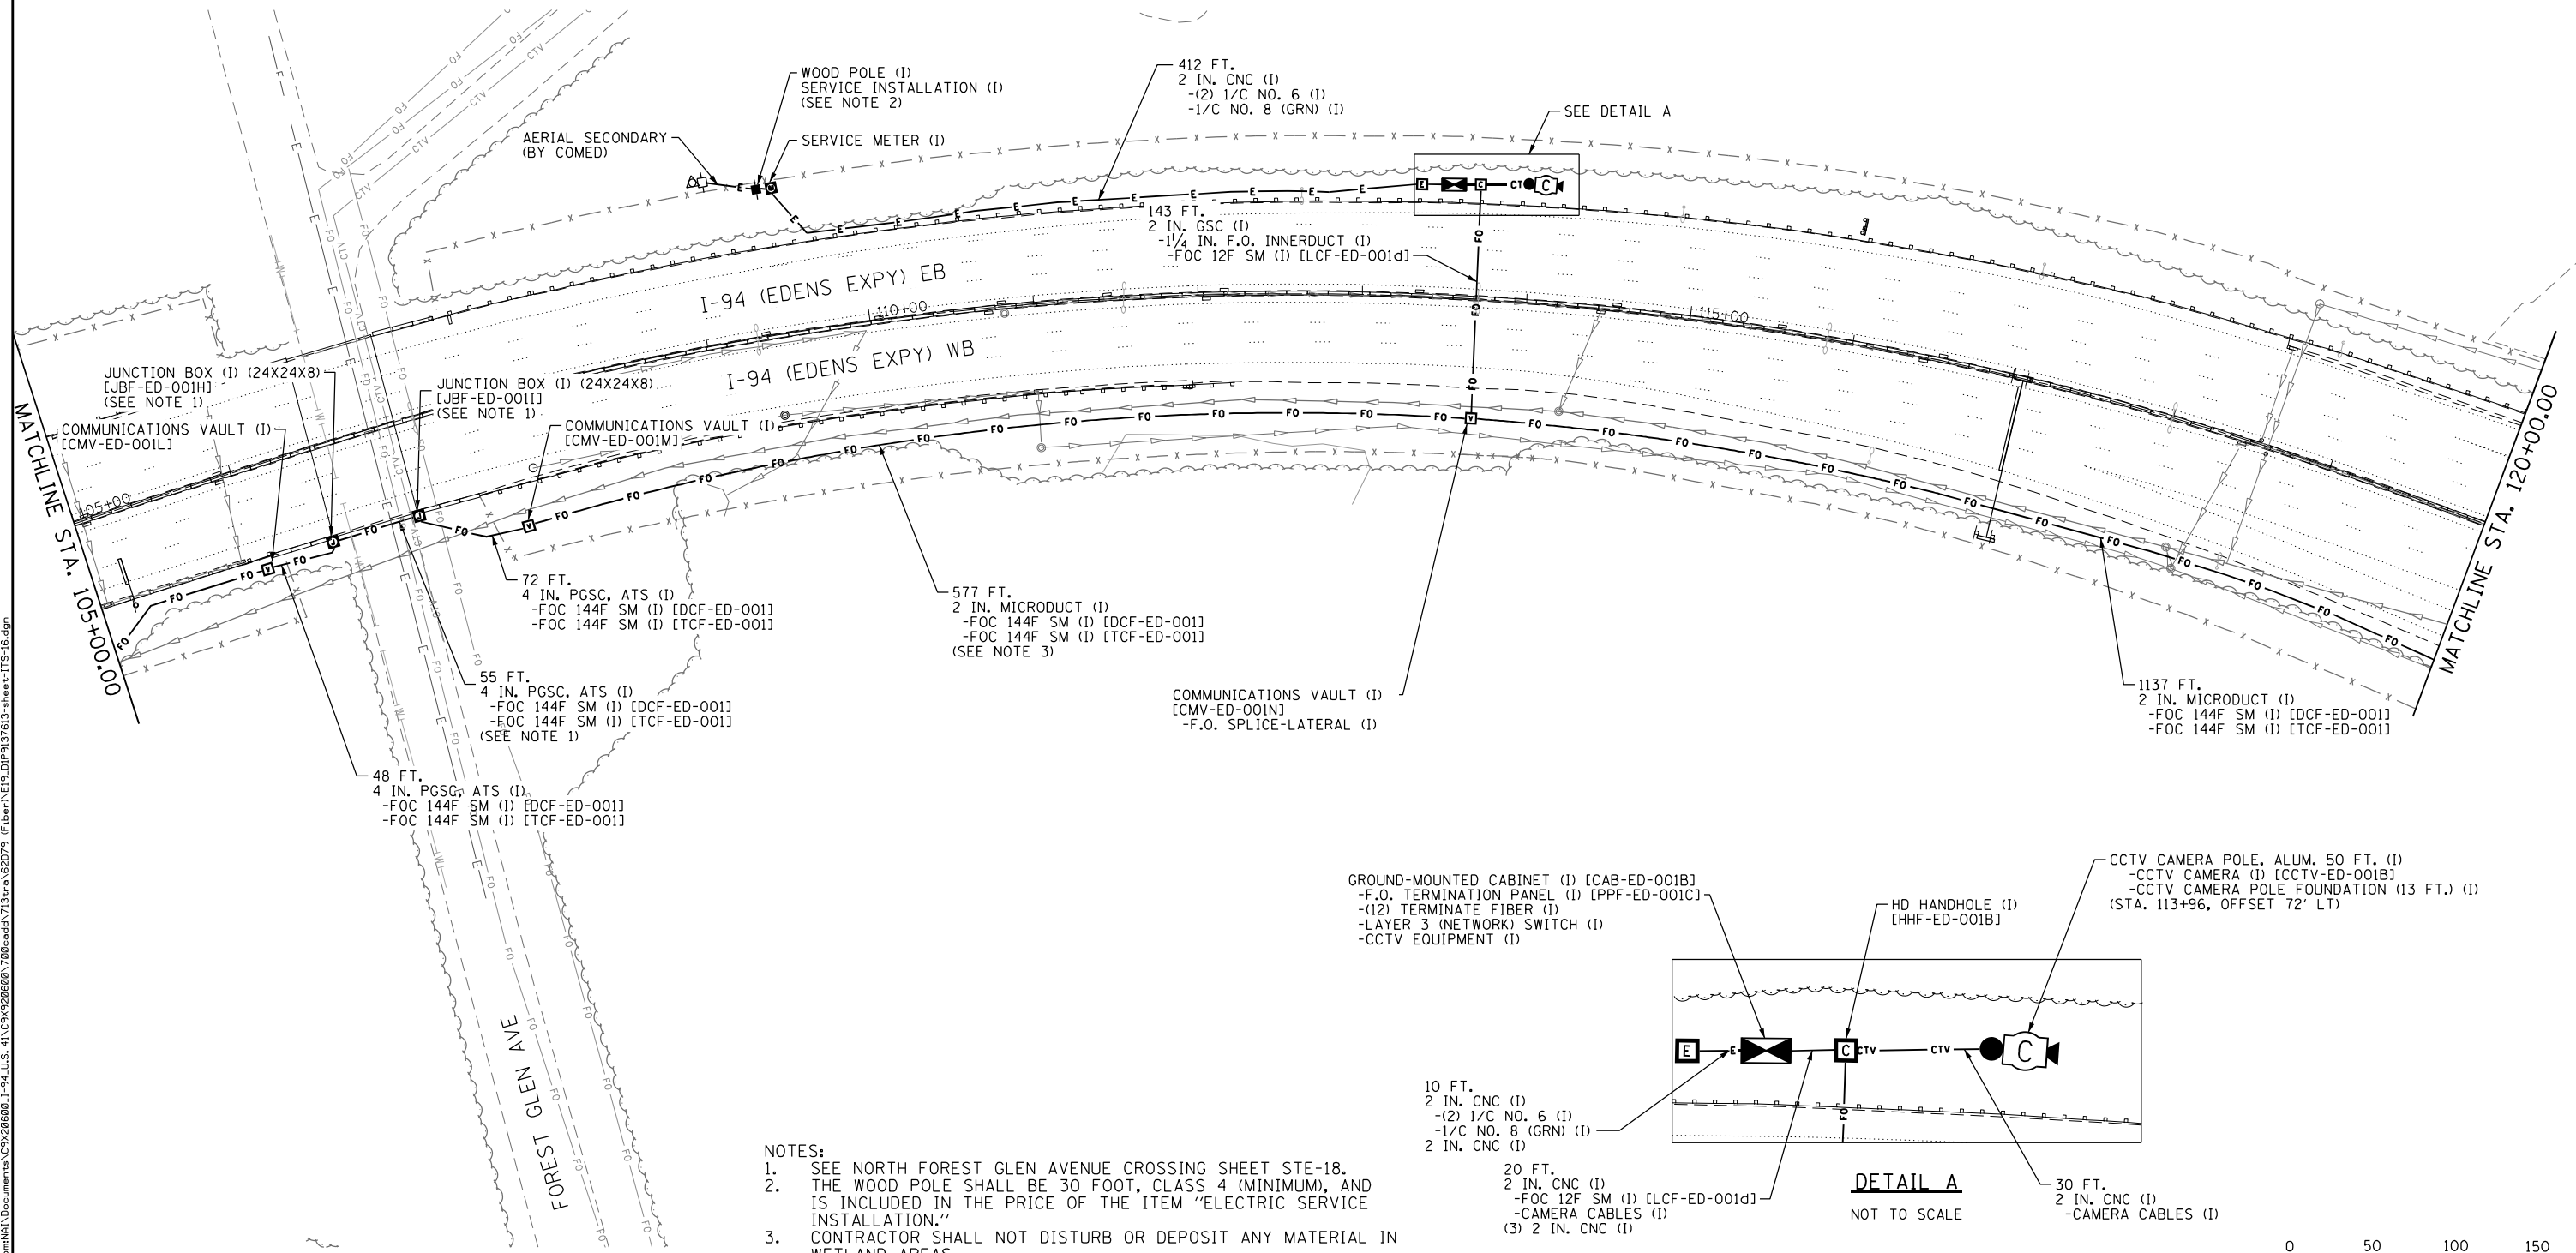 WOOD POLE (I)
SERVICE INSTALLATION (I)
(SEE NOTE 2)
AERIAL SECONDARY
(BY COMED)
SERVICE METER (I)
412 FT.
2 IN. CNC (I)
-(2) 1/C NO. 6 (I)
-1/C NO. 8 (GRN) (I)
SEE DETAIL A
143 FT.
2 IN. GSC (I)
-1 1/4 IN. F.O. INNERDUCT (I)
-FOC 12F SM (I) [LCF-ED-001d]
I-94 (EDENS EXPY) EB
110+00
115+00
I-94 (EDENS EXPY) WB
JUNCTION BOX (I) (24X24X8)
[JBF-ED-001H]
(SEE NOTE 1)
JUNCTION BOX (I) (24X24X8)
[JBF-ED-001I]
(SEE NOTE 1)
COMMUNICATIONS VAULT (I)
[CMV-ED-001L]
COMMUNICATIONS VAULT (I)
[CMV-ED-001M]
105+00
MATCHLINE STA. 105+00.00
MATCHLINE STA. 120+00.00
72 FT.
4 IN. PGSC, ATS (I)
-FOC 144F SM (I) [DCF-ED-001]
-FOC 144F SM (I) [TCF-ED-001]
577 FT.
2 IN. MICRODUCT (I)
-FOC 144F SM (I) [DCF-ED-001]
-FOC 144F SM (I) [TCF-ED-001]
(SEE NOTE 3)
55 FT.
4 IN. PGSC, ATS (I)
-FOC 144F SM (I) [DCF-ED-001]
-FOC 144F SM (I) [TCF-ED-001]
(SEE NOTE 1)
COMMUNICATIONS VAULT (I)
[CMV-ED-001N]
-F.O. SPLICE-LATERAL (I)
1137 FT.
2 IN. MICRODUCT (I)
-FOC 144F SM (I) [DCF-ED-001]
-FOC 144F SM (I) [TCF-ED-001]
48 FT.
4 IN. PGSC, ATS (I)
-FOC 144F SM (I) [DCF-ED-001]
-FOC 144F SM (I) [TCF-ED-001]
FOREST GLEN AVE
GROUND-MOUNTED CABINET (I) [CAB-ED-001B]
-F.O. TERMINATION PANEL (I) [PPF-ED-001C]
-(12) TERMINATE FIBER (I)
-LAYER 3 (NETWORK) SWITCH (I)
-CCTV EQUIPMENT (I)
HD HANDHOLE (I)
[HHF-ED-001B]
CCTV CAMERA POLE, ALUM. 50 FT. (I)
-CCTV CAMERA (I) [CCTV-ED-001B]
-CCTV CAMERA POLE FOUNDATION (13 FT.) (I)
(STA. 113+96, OFFSET 72' LT)
E E C CTV CTV C
FO
10 FT.
2 IN. CNC (I)
-(2) 1/C NO. 6 (I)
-1/C NO. 8 (GRN) (I)
2 IN. CNC (I)
20 FT.
2 IN. CNC (I)
-FOC 12F SM (I) [LCF-ED-001d]
-CAMERA CABLES (I)
(3) 2 IN. CNC (I)
DETAIL A
NOT TO SCALE
30 FT.
2 IN. CNC (I)
-CAMERA CABLES (I)
NOTES:
1. SEE NORTH FOREST GLEN AVENUE CROSSING SHEET STE-18.
2. THE WOOD POLE SHALL BE 30 FOOT, CLASS 4 (MINIMUM), AND
IS INCLUDED IN THE PRICE OF THE ITEM "ELECTRIC SERVICE
INSTALLATION."
3. CONTRACTOR SHALL NOT DISTURB OR DEPOSIT ANY MATERIAL IN
WETLAND AREAS
0 50 100 150